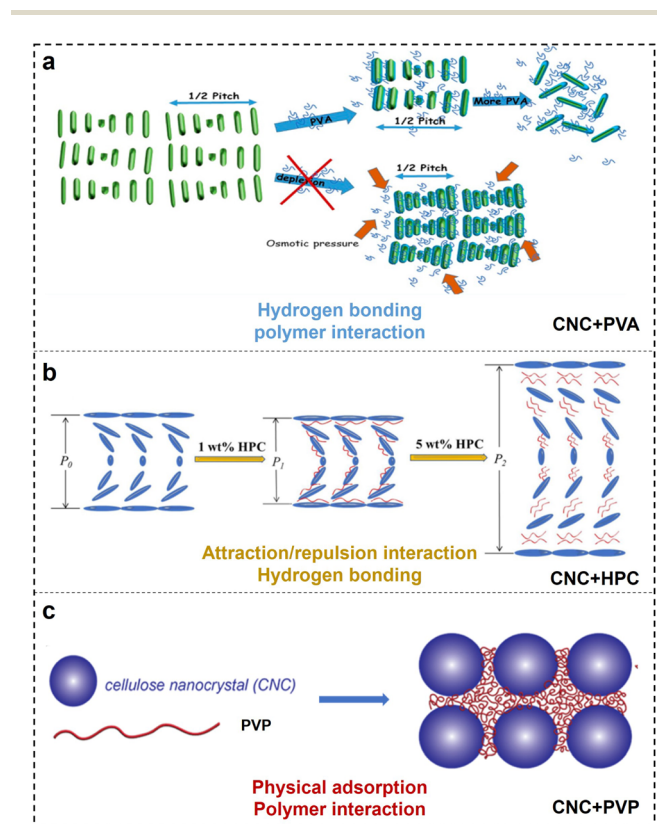 a
1/2 Pitch
PVA
1/2 Pitch
More PVA
depletion
1/2 Pitch
Osmotic pressure
Hydrogen bonding
polymer interaction
CNC+PVA
b
P0
1 wt% HPC
P1
5 wt% HPC
P2
Attraction/repulsion interaction
Hydrogen bonding
CNC+HPC
c
cellulose nanocrystal (CNC)
PVP
Physical adsorption
Polymer interaction
CNC+PVP